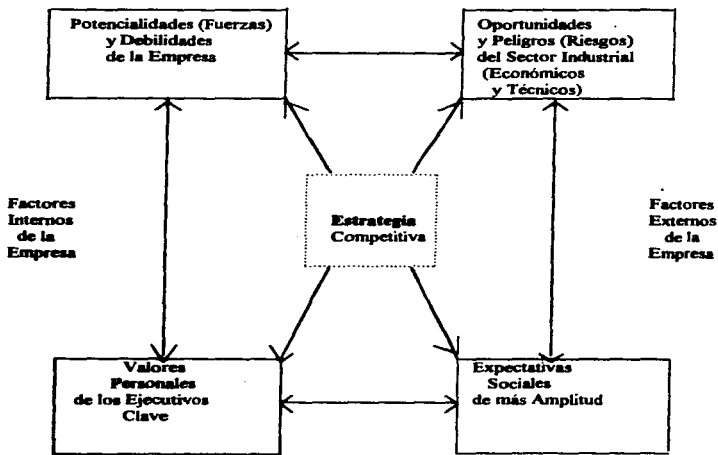 Potencialidades (Fuerzas)
y Debilidades
de la Empresa
Oportunidades
y Peligros (Riesgos)
del Sector Industrial
(Económicos
y Técnicos)
Factores
Internos
de la
Empresa
Estrategia
Competitiva
Factores
Externos
de la
Empresa
Valores
Personales
de los Ejecutivos
Clave
Expectativas
Sociales
de más Amplitud